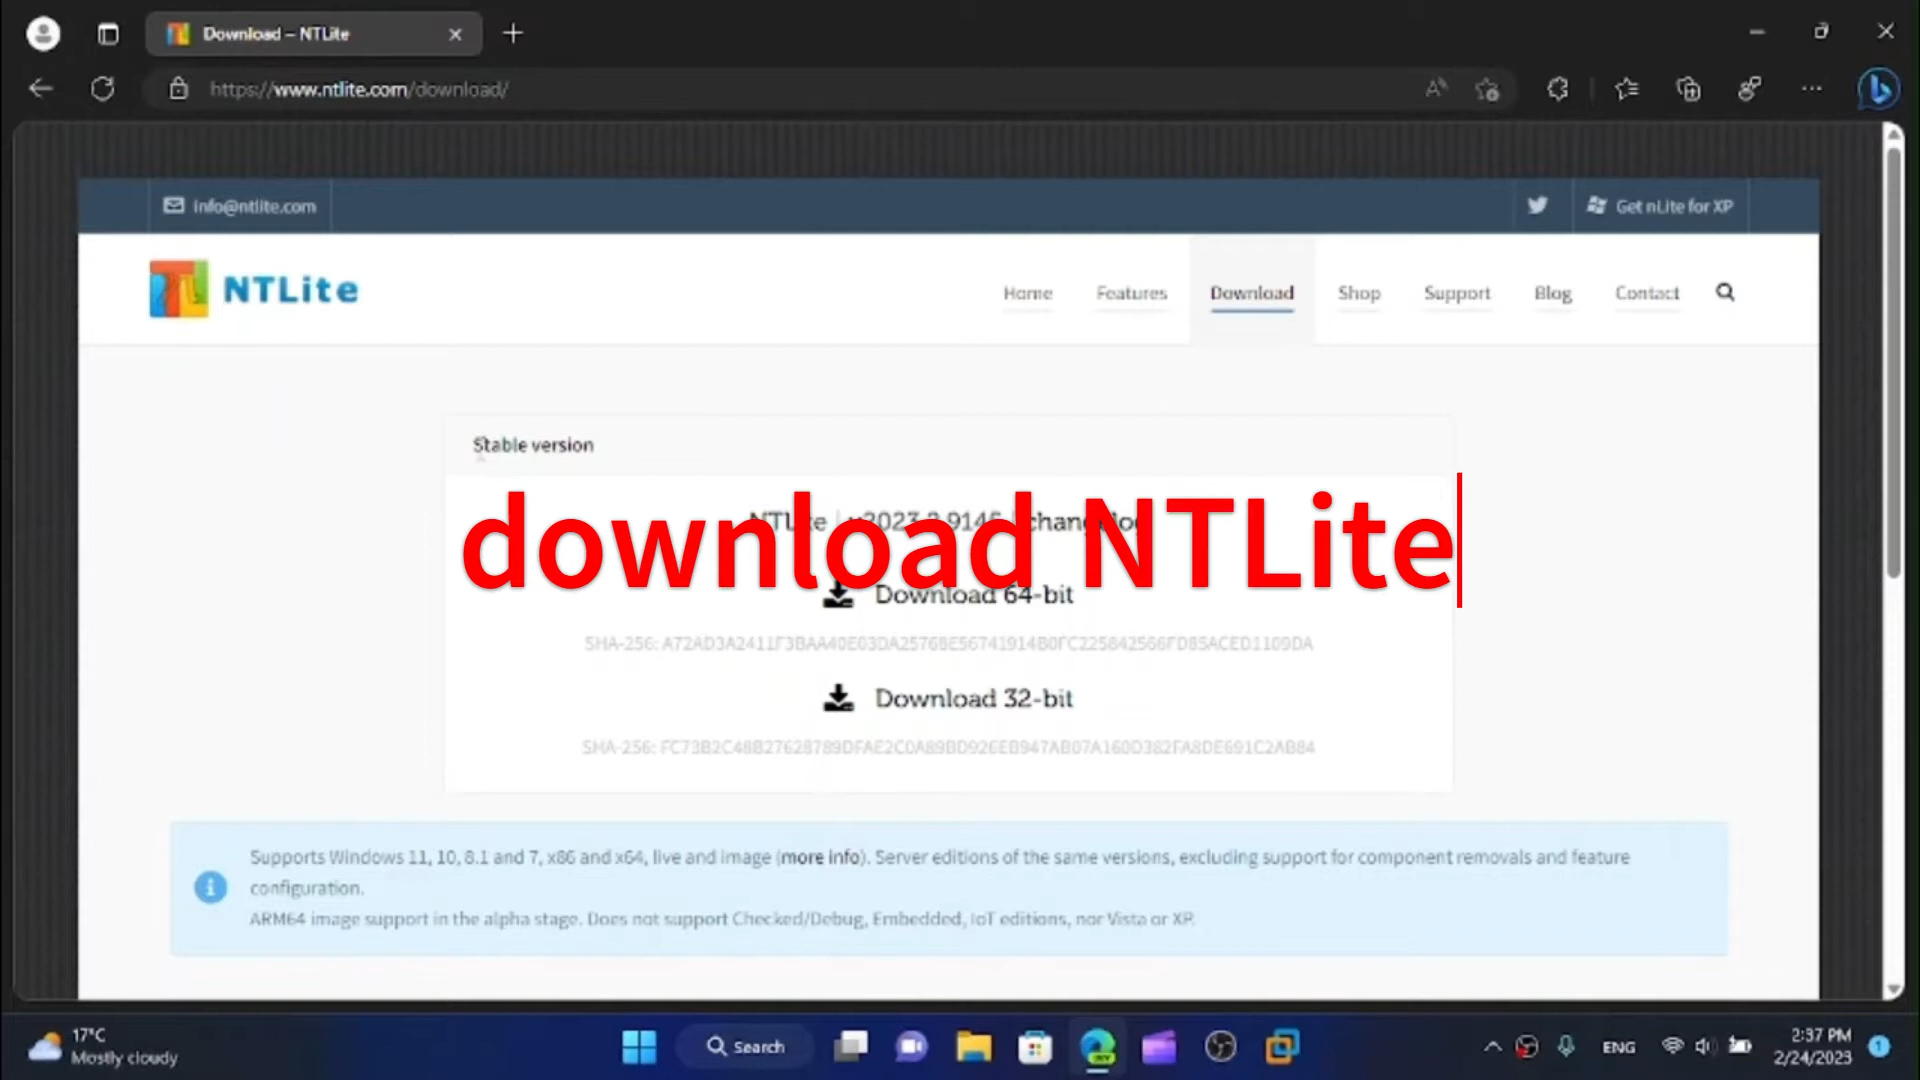 Download – NTLite
https://www.ntlite.com/download/
info@ntlite.com
Get nLite for XP
NTLite
Home Features Download Shop Support Blog Contact
Stable version
download NTLite
Download 64-bit
Download 32-bit
Supports Windows 11, 10, 8.1 and 7, x86 and x64, live and image (more info). Server editions of the same versions, excluding support for component removals and feature
configuration.
ARM64 image support in the alpha stage. Does not support Checked/Debug, Embedded, IoT editions, nor Vista or XP.
17°C
Mostly cloudy
Search
ENG
2:37 PM
2/24/2023
1